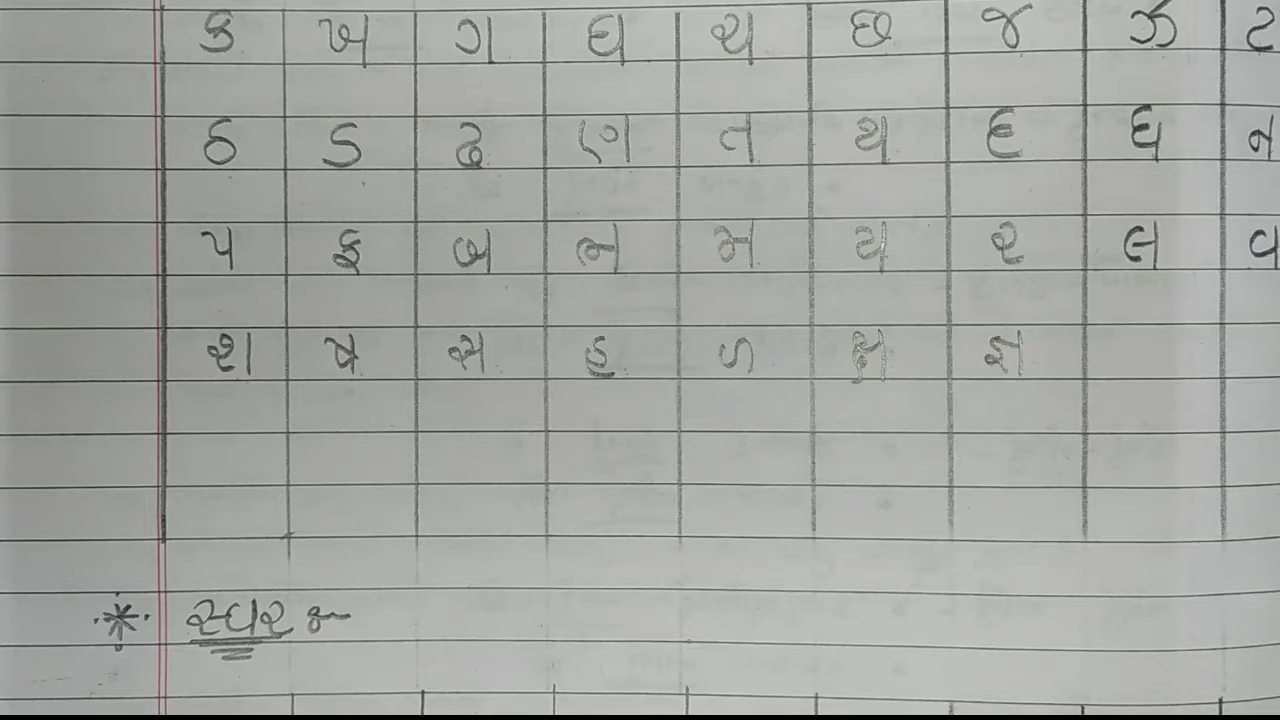 ક ખ ગ ઘ ચ છ જ ઝ ટ
ઠ ડ ઢ ણ ત થ દ ધ ન
પ ફ બ ભ મ ય ર લ વ
શ ષ સ હ ળ ક્ષ જ્ઞ
* સ્વર :-